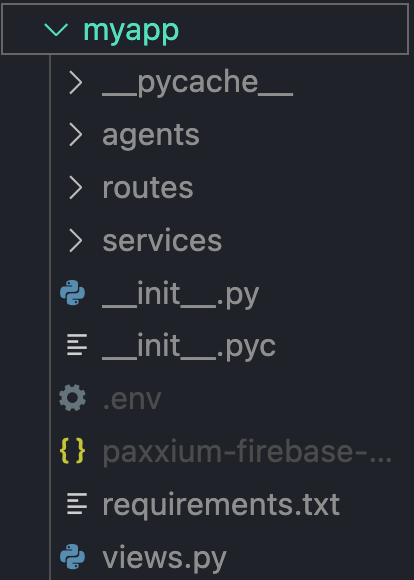 myapp
__pycache__
agents
routes
services
__init__.py
__init__.pyc
.env
paxxium-firebase-...
requirements.txt
views.py